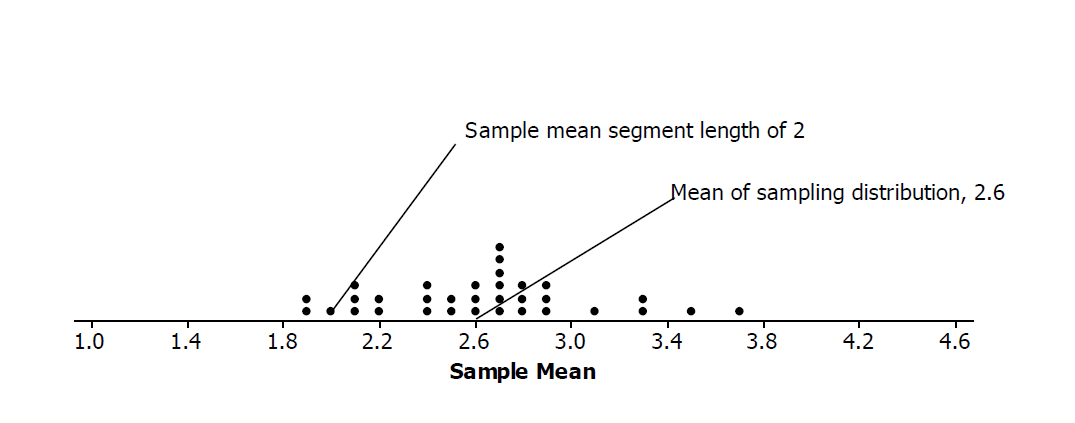 Sample mean segment length of 2
Mean of sampling distribution, 2.6
1.0 1.4 1.8 2.2 2.6 3.0 3.4 3.8 4.2 4.6
Sample Mean